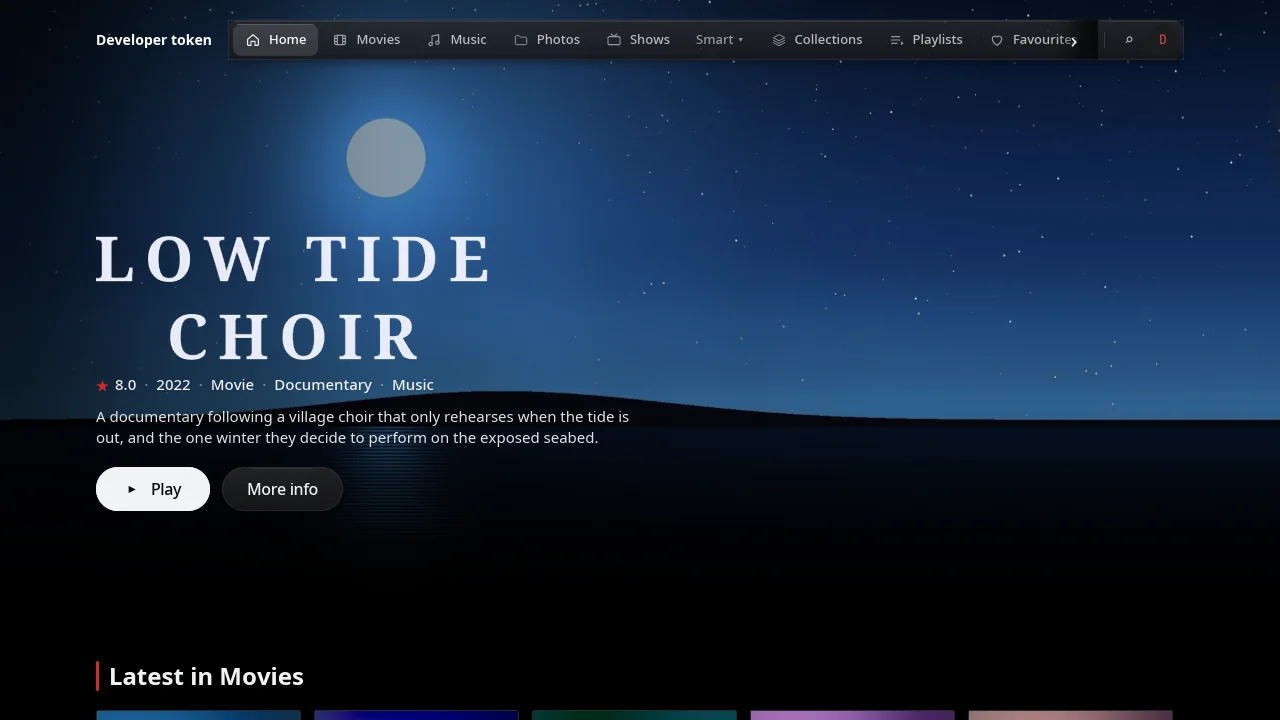 Developer token
Home Movies Music Photos Shows Smart Collections Playlists Favourite D
LOW TIDE
CHOIR
8.0 · 2022 · Movie · Documentary · Music
A documentary following a village choir that only rehearses when the tide is
out, and the one winter they decide to perform on the exposed seabed.
Play More info
Latest in Movies